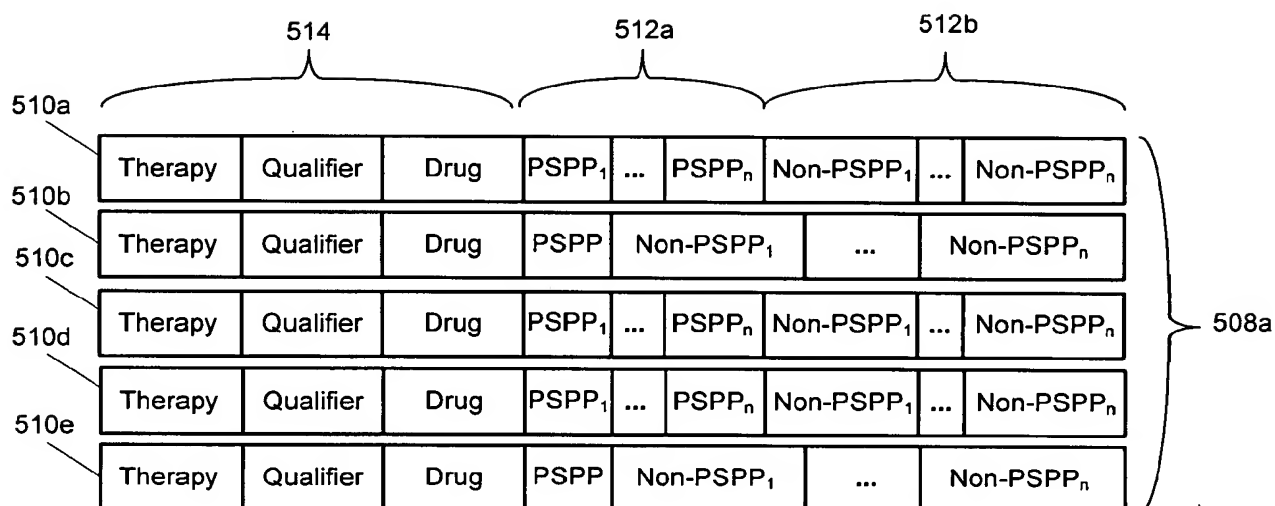 514 512a 512b
510a
Therapy Qualifier Drug PSPP₁ ... PSPPₙ Non-PSPP₁ ... Non-PSPPₙ
510b
Therapy Qualifier Drug PSPP Non-PSPP₁ ... Non-PSPPₙ
510c
Therapy Qualifier Drug PSPP₁ ... PSPPₙ Non-PSPP₁ ... Non-PSPPₙ
508a
510d
Therapy Qualifier Drug PSPP₁ ... PSPPₙ Non-PSPP₁ ... Non-PSPPₙ
510e
Therapy Qualifier Drug PSPP Non-PSPP₁ ... Non-PSPPₙ